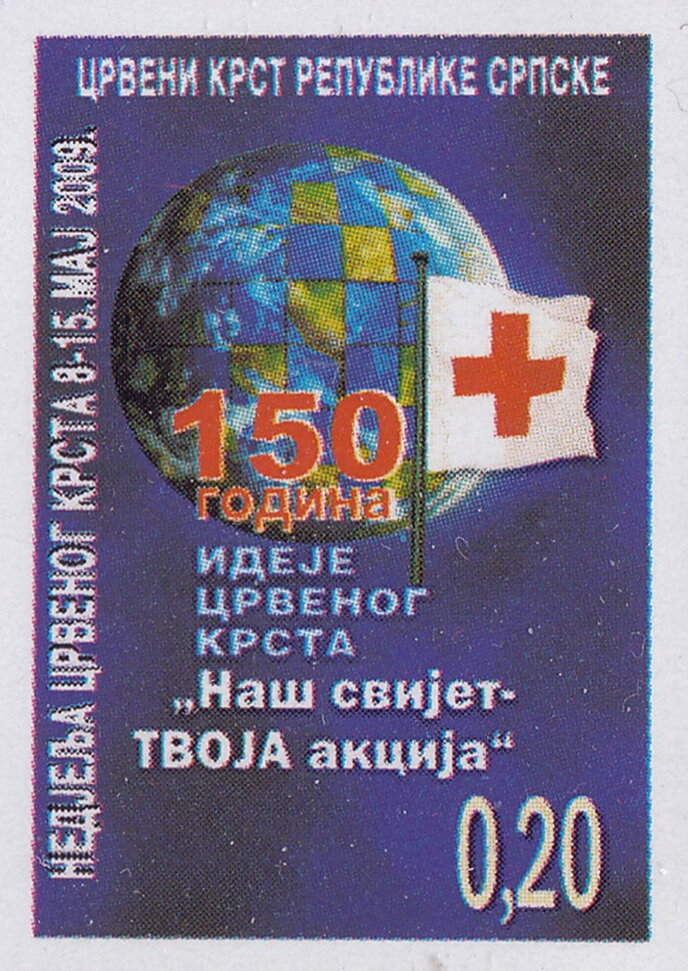 ЦРВЕНИ КРСТ РЕПУБЛИКЕ СРПСКЕ
НЕДЈЕЉА ЦРВЕНОГ КРСТА 8-15. МАЈ 2009.
150
година
ИДЕЈЕ
ЦРВЕНОГ
КРСТА
„Наш свијет-
ТВОЈА акција“
0,20